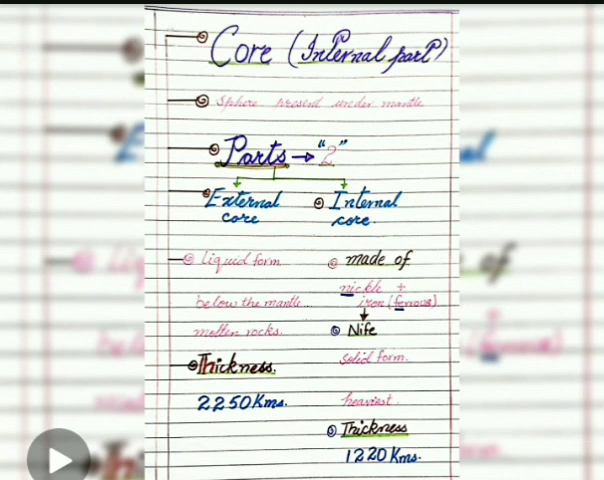 Core (Internal part)
Sphere present under mantle
Parts → "2"
External
core
Internal
core.
liquid form
below the mantle...
molten rocks.
Thickness.
2250 Kms.
made of
nickle +
iron (ferrous)
Nife
Solid form.
heaviest.
Thickness
1220 Kms.